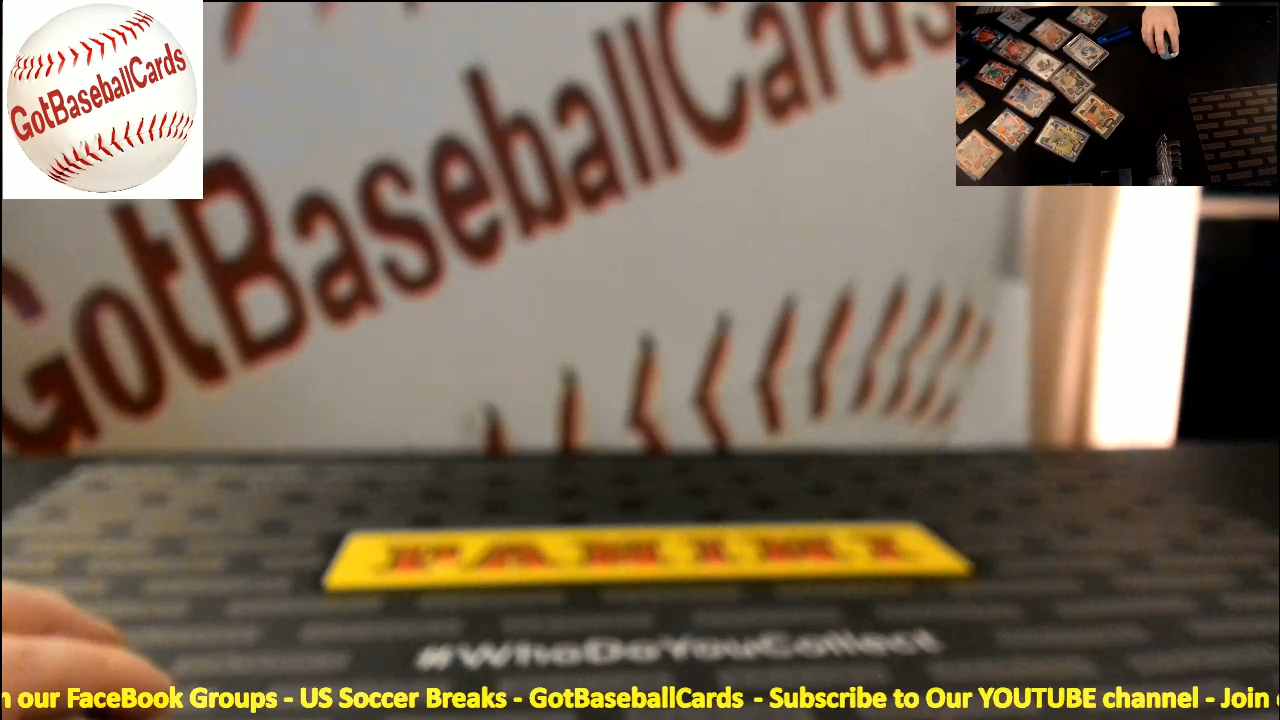 GotBaseballCards
GotBaseballCards
PANINI
#WhoDoYouCollect
n our FaceBook Groups - US Soccer Breaks - GotBaseballCards - Subscribe to Our YOUTUBE channel - Join